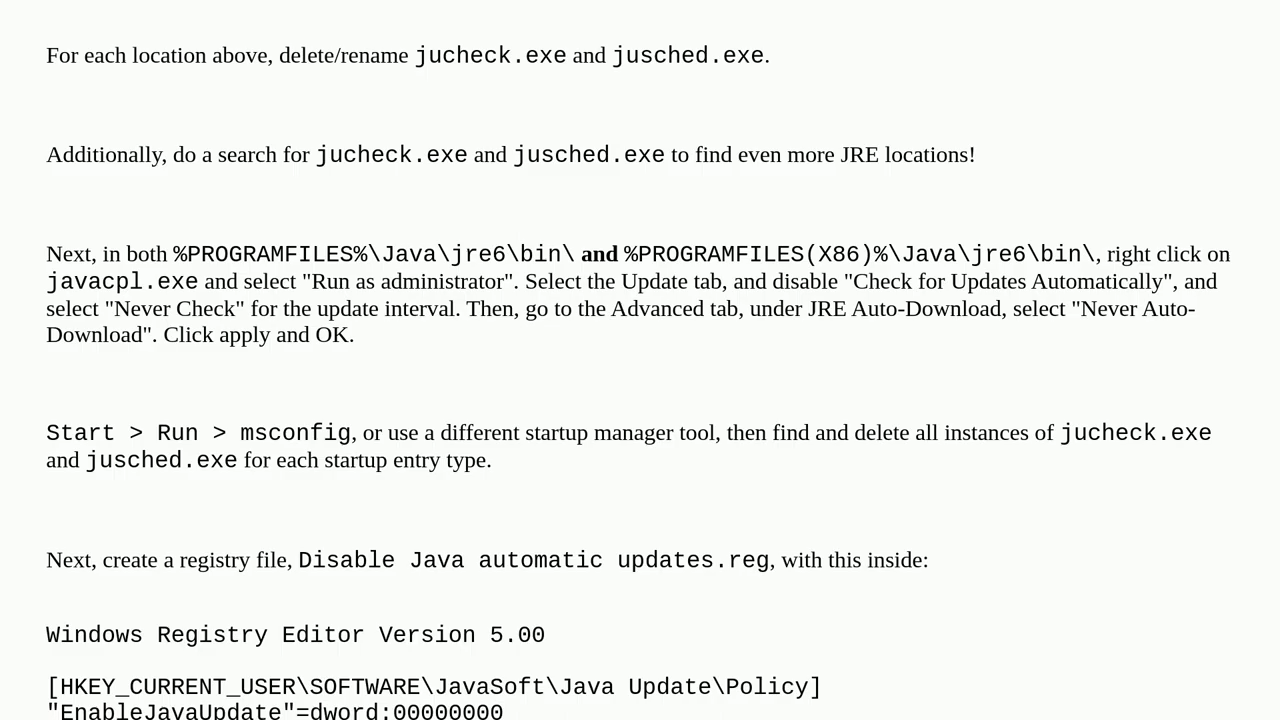 For each location above, delete/rename jucheck.exe and jusched.exe.
Additionally, do a search for jucheck.exe and jusched.exe to find even more JRE locations!
Next, in both %PROGRAMFILES%\Java\jre6\bin\ and %PROGRAMFILES(X86)%\Java\jre6\bin\, right click on
javacpl.exe and select "Run as administrator". Select the Update tab, and disable "Check for Updates Automatically", and
select "Never Check" for the update interval. Then, go to the Advanced tab, under JRE Auto-Download, select "Never Auto-
Download". Click apply and OK.
Start > Run > msconfig, or use a different startup manager tool, then find and delete all instances of jucheck.exe
and jusched.exe for each startup entry type.
Next, create a registry file, Disable Java automatic updates.reg, with this inside:
Windows Registry Editor Version 5.00
[HKEY_CURRENT_USER\SOFTWARE\JavaSoft\Java Update\Policy]
"EnableJavaUpdate"=dword:00000000